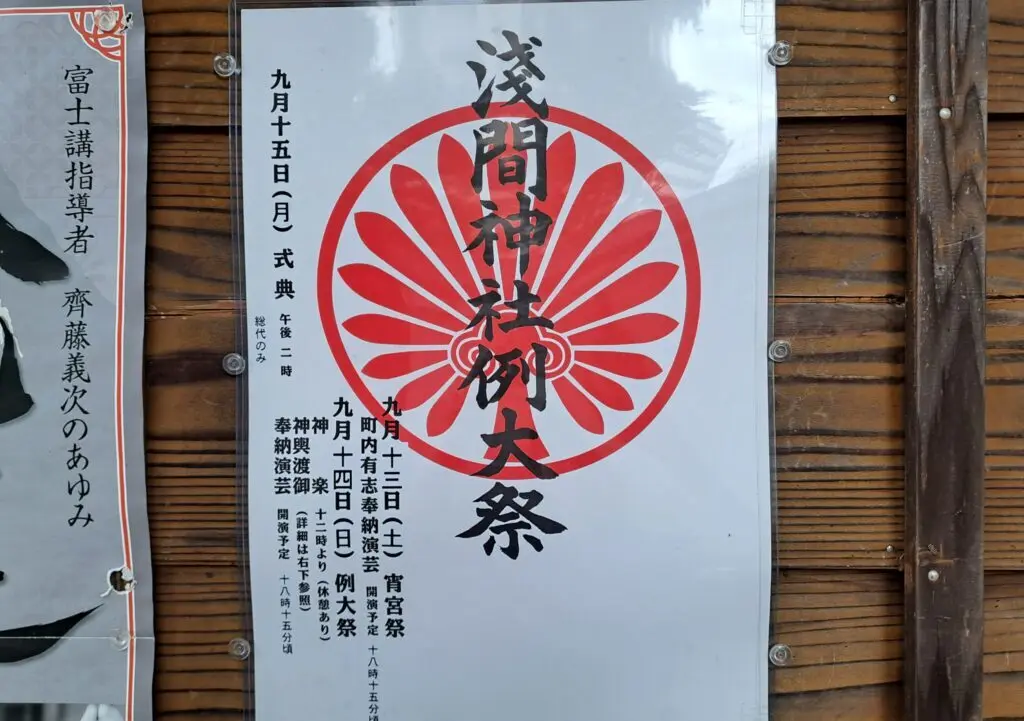 淺間神社例大祭
九月十三日(土) 宵宮祭
町内有志奉納演芸 開演予定 十八時十五分頃
九月十四日(日) 例大祭
神楽 十二時より(休憩あり)
神輿渡御 (詳細は右下参照)
奉納演芸 開演予定 十八時十五分頃
九月十五日(月) 式典 午後二時
総代のみ
富士講指導者 齊藤義次のあゆみ